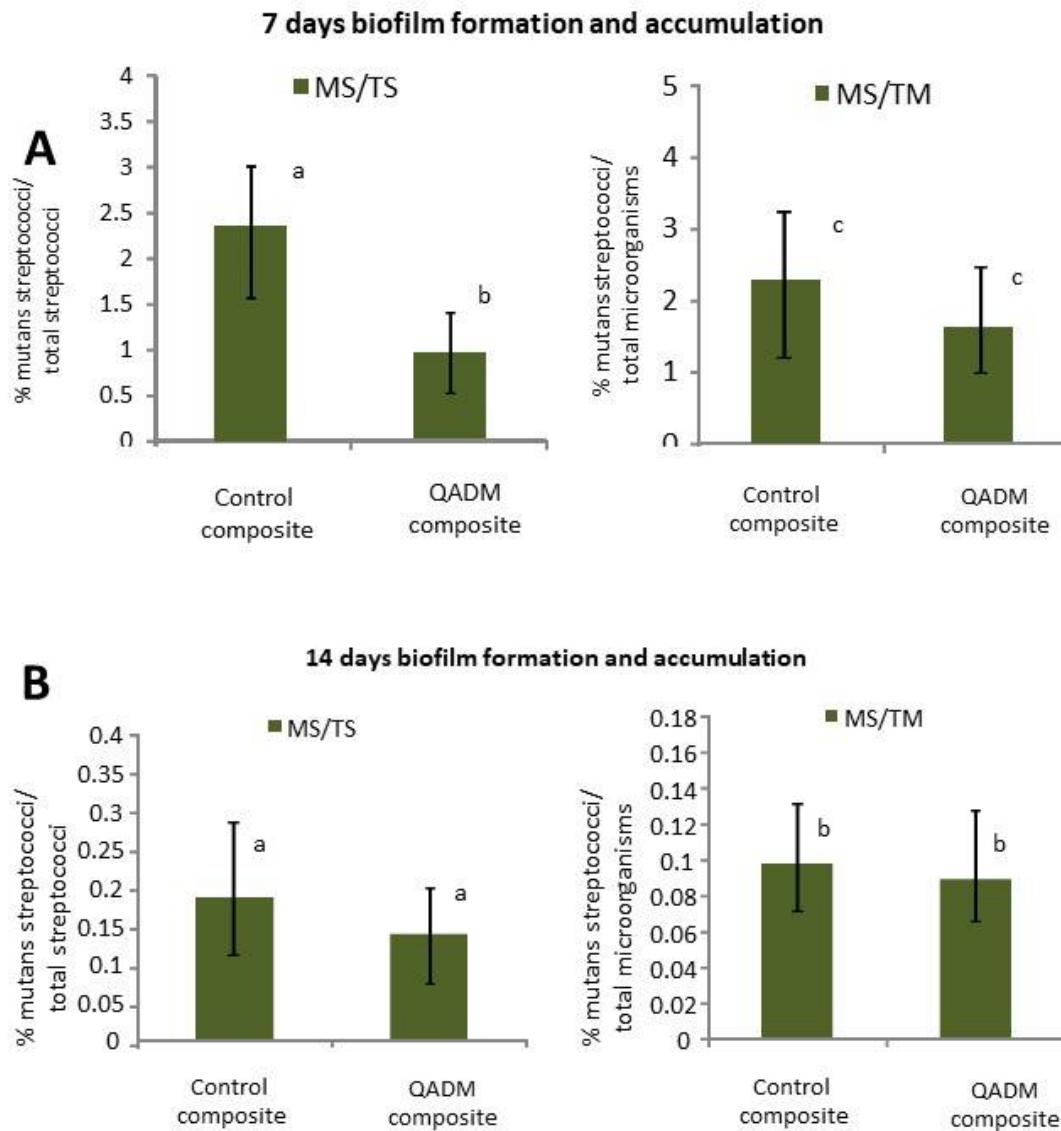 7 days biofilm formation and accumulation
A
MS/TS
% mutans streptococci/
total streptococci
4
3.5
3
2.5
2
1.5
1
0.5
0
a
b
Control
composite
QADM
composite
MS/TM
% mutans streptococci/
total microorganisms
5
4
3
2
1
0
c
c
Control
composite
QADM
composite
14 days biofilm formation and accumulation
B
MS/TS
% mutans streptococci/
total streptococci
0.4
0.35
0.3
0.25
0.2
0.15
0.1
0.05
0
a
a
Control
composite
QADM
composite
MS/TM
% mutans streptococci/
total microorganisms
0.18
0.16
0.14
0.12
0.1
0.08
0.06
0.04
0.02
0
b
b
Control
composite
QADM
composite